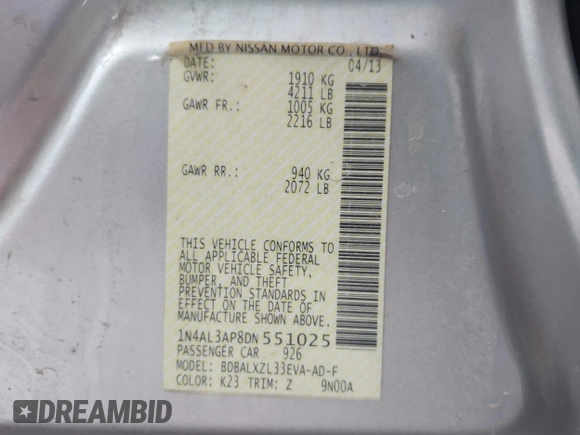 MFD BY NISSAN MOTOR CO., LTD.
DATE: 04/13
GVWR: 1910 KG
4211 LB
GAWR FR.: 1005 KG
2216 LB
GAWR RR.: 940 KG
2072 LB
THIS VEHICLE CONFORMS TO
ALL APPLICABLE FEDERAL
MOTOR VEHICLE SAFETY,
BUMPER, AND THEFT
PREVENTION STANDARDS IN
EFFECT ON THE DATE OF
MANUFACTURE SHOWN ABOVE.
1N4AL3AP8DN551025
PASSENGER CAR 926
MODEL: BDBALXZL33EVA-AD-F
COLOR: K23 TRIM: Z 9N00A
AUTOBIDCAR.COM